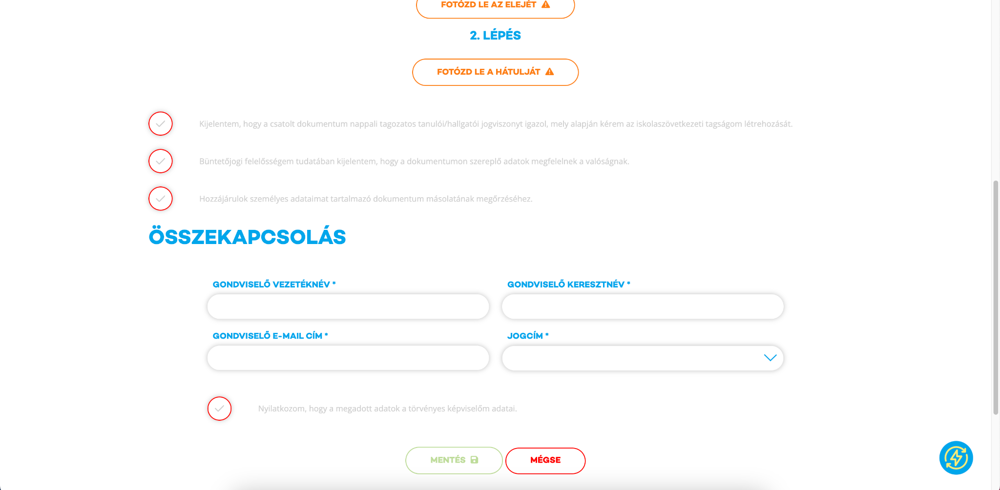 FOTÓZD LE AZ ELEJÉT
2. LÉPÉS
FOTÓZD LE A HÁTULJÁT
Kijelentem, hogy a csatolt dokumentum nappali tagozatos tanulói/hallgatói jogviszonyt igazol, mely alapján kérem az iskolaszövetkezeti tagságom létrehozását.
Büntetőjogi felelősségem tudatában kijelentem, hogy a dokumentumon szereplő adatok megfelelnek a valóságnak.
Hozzájárulok személyes adataimat tartalmazó dokumentum másolatának megőrzéséhez.
ÖSSZEKAPCSOLÁS
GONDVISELŐ VEZETÉKNÉV *
GONDVISELŐ KERESZTNÉV *
GONDVISELŐ E-MAIL CÍM *
JOGCÍM *
Nyilatkozom, hogy a megadott adatok a törvényes képviselőm adatai.
MENTÉS
MÉGSE